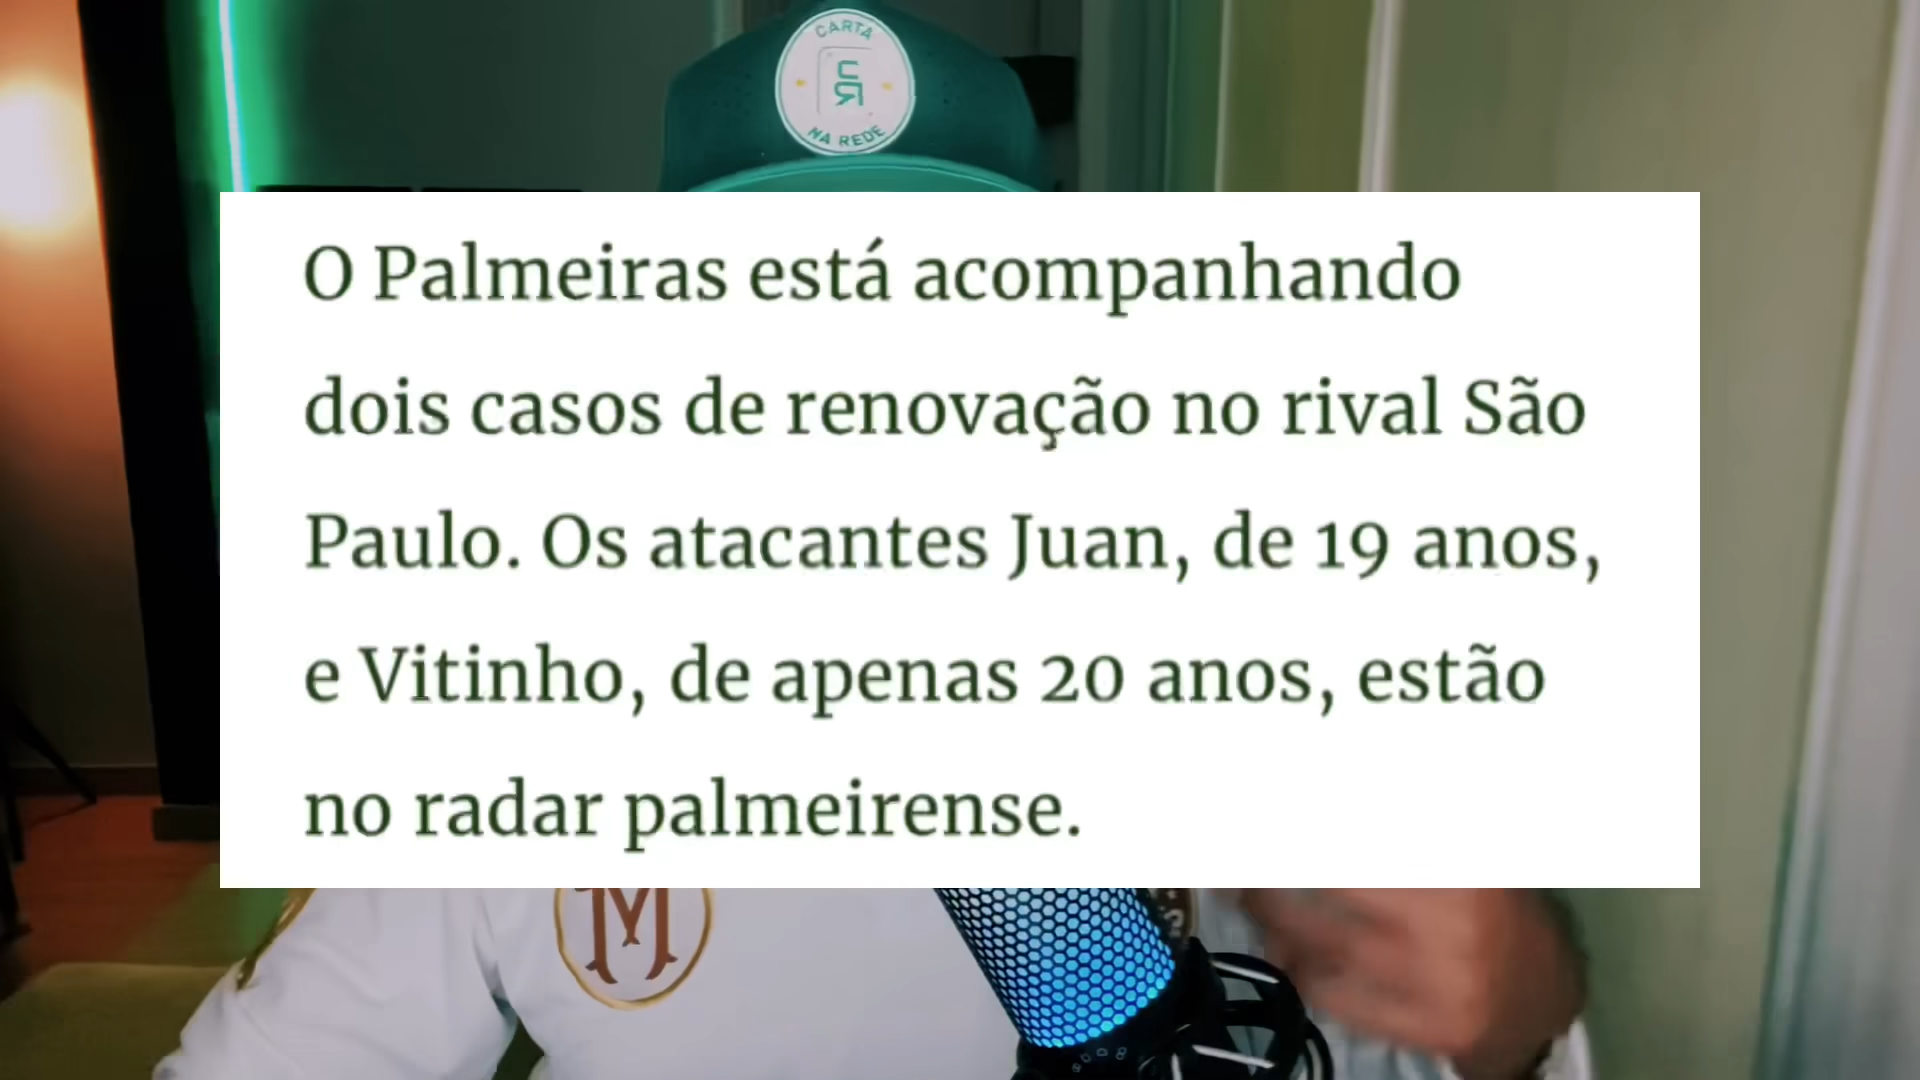 CARTA
NA REDE
O Palmeiras está acompanhando
dois casos de renovação no rival São
Paulo. Os atacantes Juan, de 19 anos,
e Vitinho, de apenas 20 anos, estão
no radar palmeirense.
M